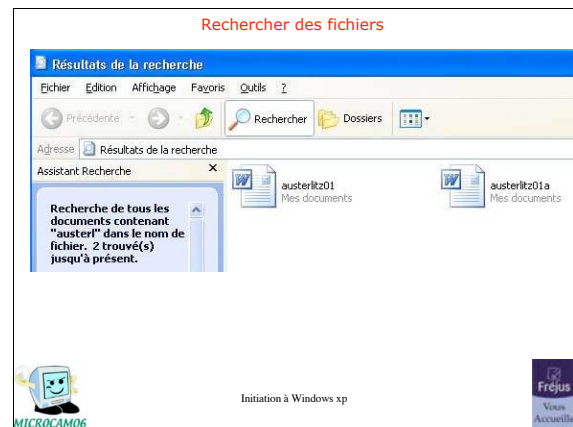 Rechercher des fichiers
Résultats de la recherche
Fichier Edition Affichage Favoris Outils ?
Précédente Rechercher Dossiers
Adresse Résultats de la recherche
Assistant Recherche ×
Recherche de tous les
documents contenant
"austerl" dans le nom de
fichier. 2 trouvé(s)
jusqu'à présent.
austerlitz01
Mes documents
austerlitz01a
Mes documents
MICROCAM06
Initiation à Windows xp
Fréjus
Vous
Accueille